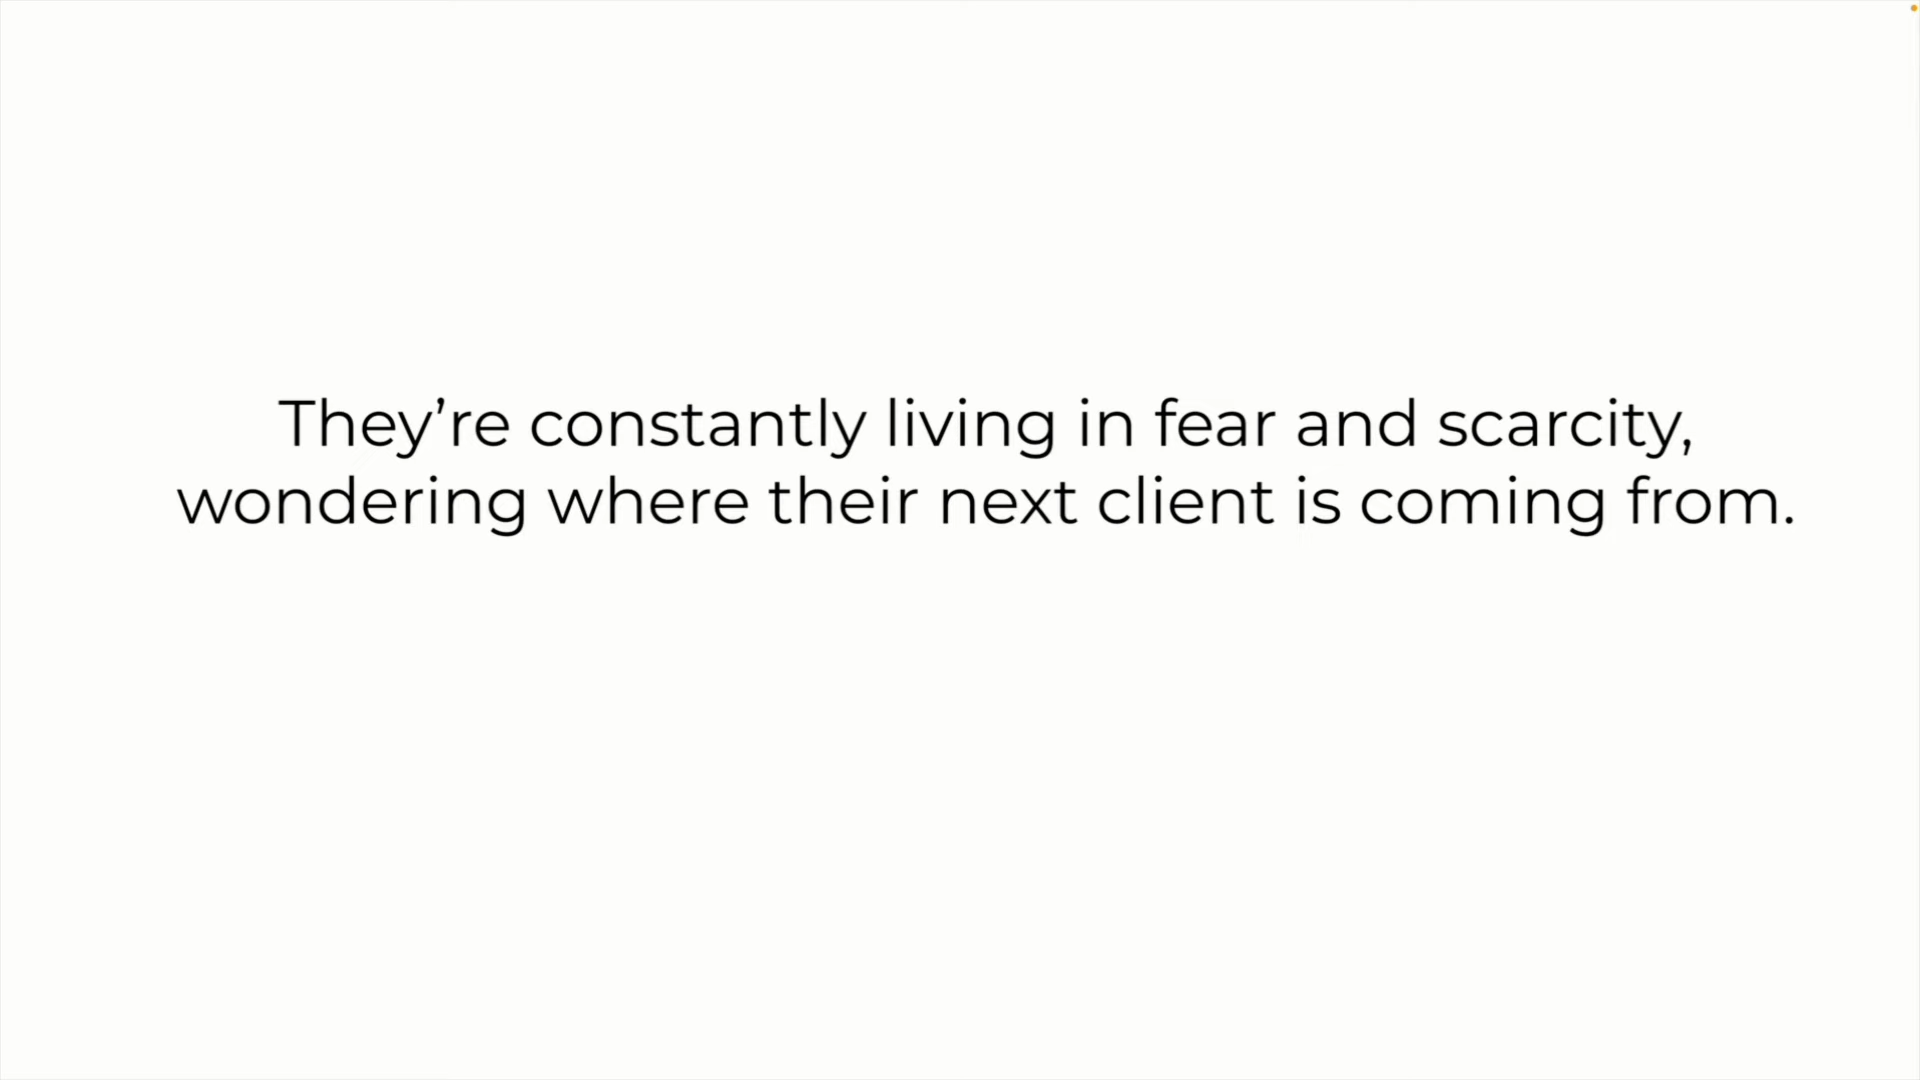 They’re constantly living in fear and scarcity,
wondering where their next client is coming from.